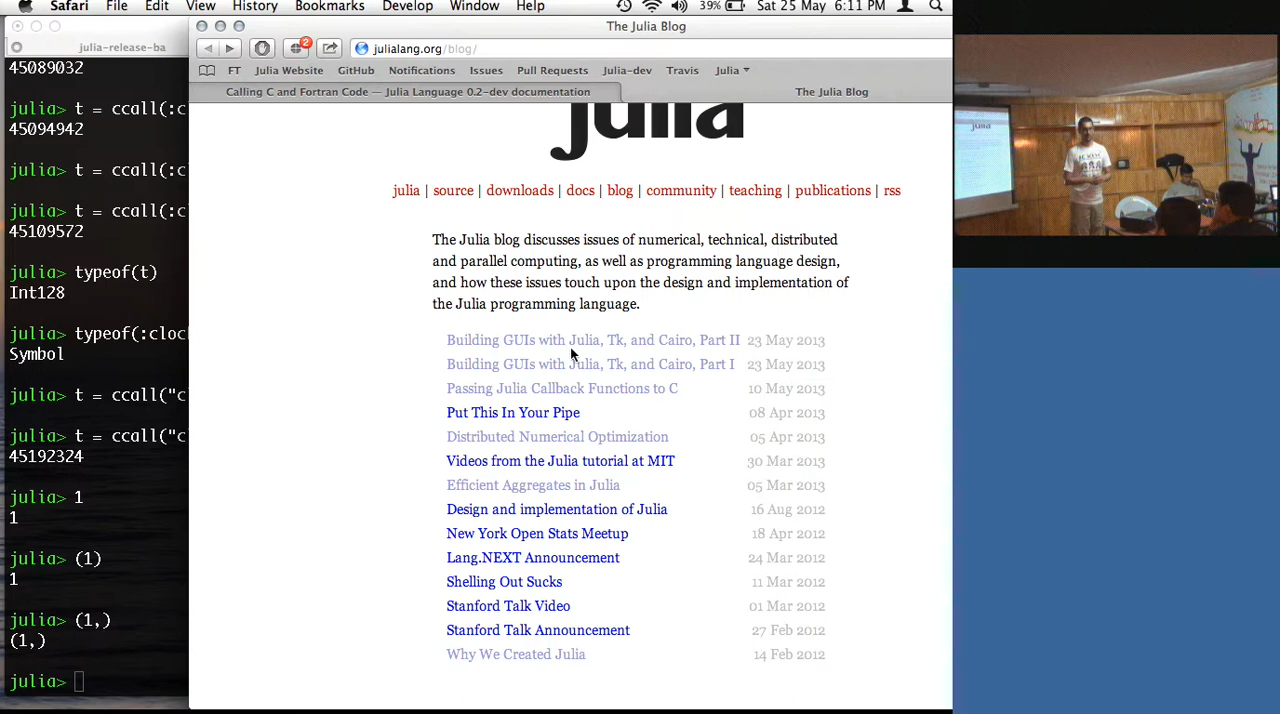 Safari File Edit View History Bookmarks Develop Window Help 39% Sat 25 May 6:11 PM
julia-release-ba
45089032
julia> t = ccall(:c
45094942
julia> t = ccall(:cl
julia> t = ccall(:cl
45109572
julia> typeof(t)
Int128
julia> typeof(:cloc
Symbol
julia> t = ccall("c
julia> t = ccall("c
45192324
julia> 1
1
julia> (1)
1
julia> (1,)
(1,)
julia>
The Julia Blog
2
julialang.org/blog/
FT Julia Website GitHub Notifications Issues Pull Requests Julia-dev Travis Julia
Calling C and Fortran Code — Julia Language 0.2-dev documentation The Julia Blog
julia
julia | source | downloads | docs | blog | community | teaching | publications | rss
The Julia blog discusses issues of numerical, technical, distributed
and parallel computing, as well as programming language design,
and how these issues touch upon the design and implementation of
the Julia programming language.
Building GUIs with Julia, Tk, and Cairo, Part II 23 May 2013
Building GUIs with Julia, Tk, and Cairo, Part I 23 May 2013
Passing Julia Callback Functions to C 10 May 2013
Put This In Your Pipe 08 Apr 2013
Distributed Numerical Optimization 05 Apr 2013
Videos from the Julia tutorial at MIT 30 Mar 2013
Efficient Aggregates in Julia 05 Mar 2013
Design and implementation of Julia 16 Aug 2012
New York Open Stats Meetup 18 Apr 2012
Lang.NEXT Announcement 24 Mar 2012
Shelling Out Sucks 11 Mar 2012
Stanford Talk Video 01 Mar 2012
Stanford Talk Announcement 27 Feb 2012
Why We Created Julia 14 Feb 2012
julia